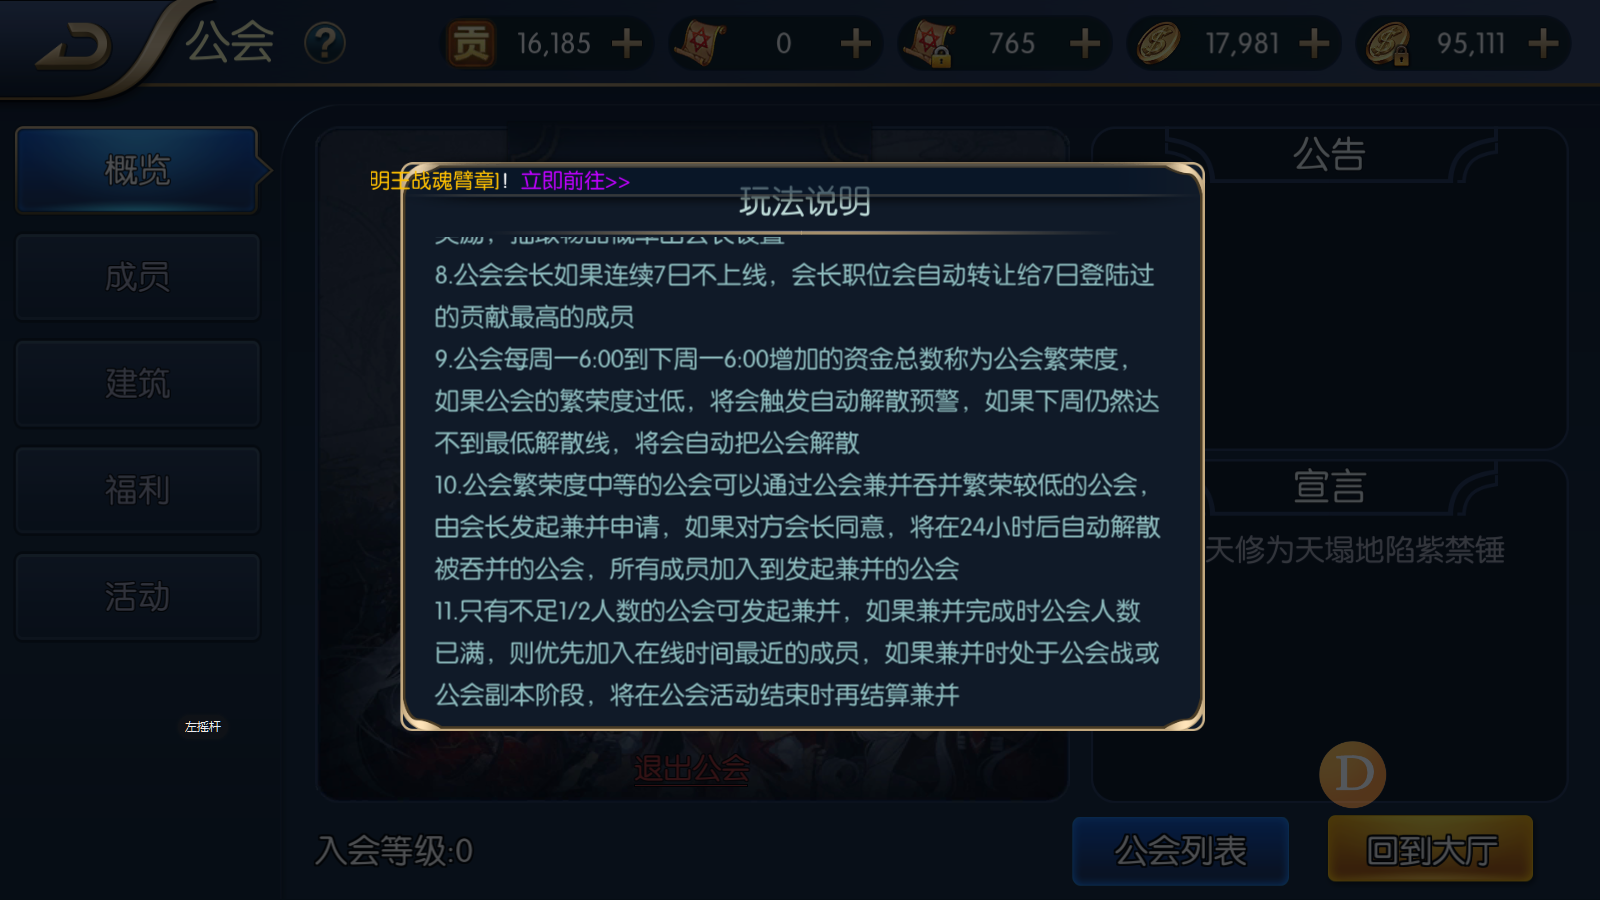 公会
?
贡
16,185
0
765
17,981
95,111
概览
成员
建筑
福利
活动
左摇杆
明王战魂臂章]！立即前往>>
玩法说明
奖励，抽取物品概率由会长设置
8.公会会长如果连续7日不上线，会长职位会自动转让给7日登陆过
的贡献最高的成员
9.公会每周一6:00到下周一6:00增加的资金总数称为公会繁荣度，
如果公会的繁荣度过低，将会触发自动解散预警，如果下周仍然达
不到最低解散线，将会自动把公会解散
10.公会繁荣度中等的公会可以通过公会兼并吞并繁荣较低的公会，
由会长发起兼并申请，如果对方会长同意，将在24小时后自动解散
被吞并的公会，所有成员加入到发起兼并的公会
11.只有不足1/2人数的公会可发起兼并，如果兼并完成时公会人数
已满，则优先加入在线时间最近的成员，如果兼并时处于公会战或
公会副本阶段，将在公会活动结束时再结算兼并
退出公会
入会等级:0
公告
宣言
天修为天塌地陷紫禁锤
D
公会列表
回到大厅